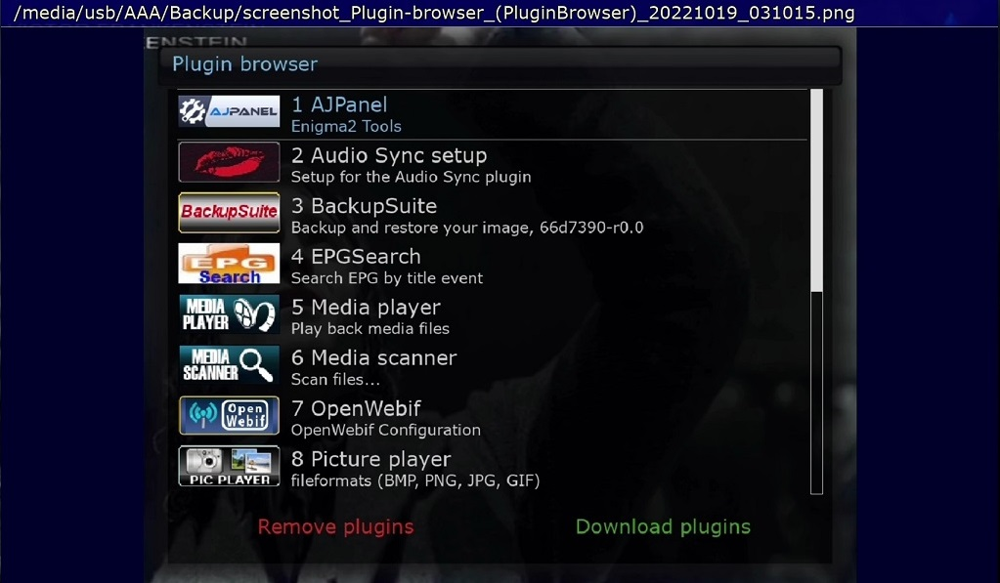 /media/usb/AAA/Backup/screenshot_Plugin-browser_(PluginBrowser)_20221019_031015.png
ENSTEIN
Plugin browser
AJPANEL
1 AJPanel
Enigma2 Tools
2 Audio Sync setup
Setup for the Audio Sync plugin
BackupSuite
3 BackupSuite
Backup and restore your image, 66d7390-r0.0
EPG
Search
4 EPGSearch
Search EPG by title event
MEDIA
PLAYER
5 Media player
Play back media files
MEDIA
SCANNER
6 Media scanner
Scan files...
Open
Webif
7 OpenWebif
OpenWebif Configuration
PIC PLAYER
8 Picture player
fileformats (BMP, PNG, JPG, GIF)
Remove plugins
Download plugins